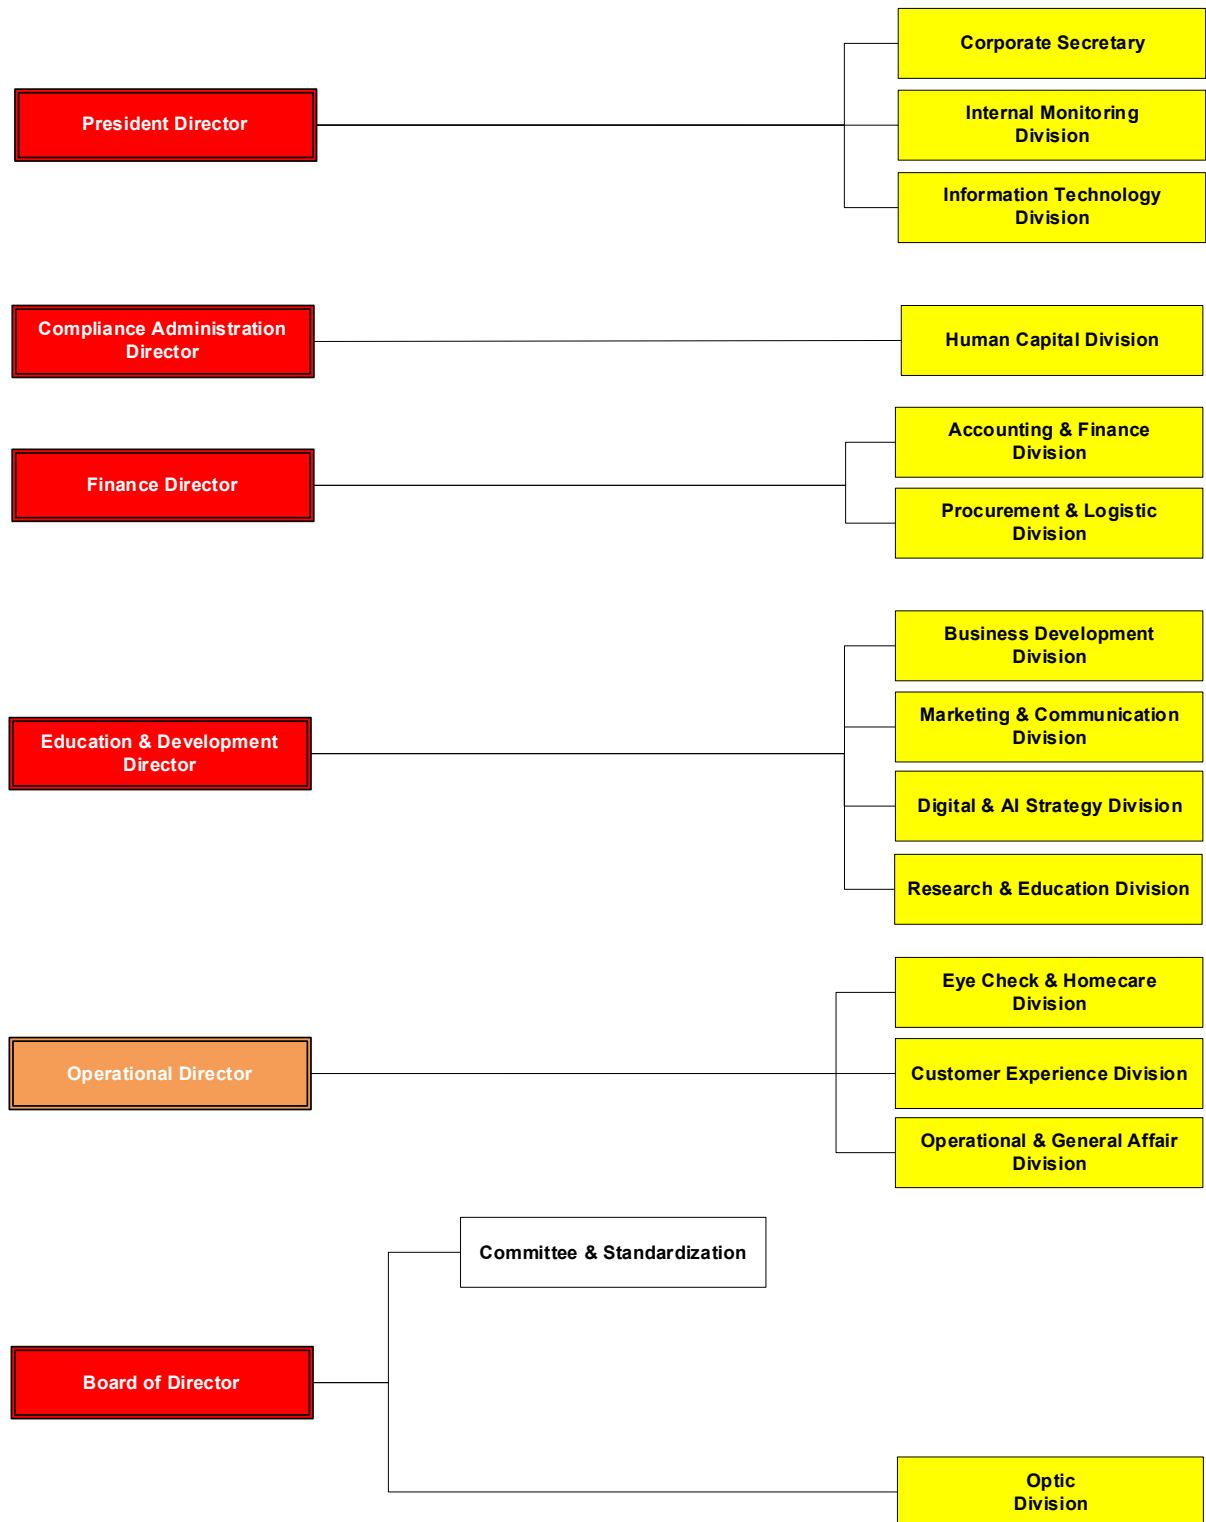 Corporate Secretary
President Director
Internal Monitoring
Division
Information Technology
Division
Compliance Administration
Director
Human Capital Division
Finance Director
Accounting & Finance
Division
Procurement & Logistic
Division
Education & Development
Director
Business Development
Division
Marketing & Communication
Division
Digital & AI Strategy Division
Research & Education Division
Operational Director
Eye Check & Homecare
Division
Customer Experience Division
Operational & General Affair
Division
Committee & Standardization
Board of Director
Optic
Division